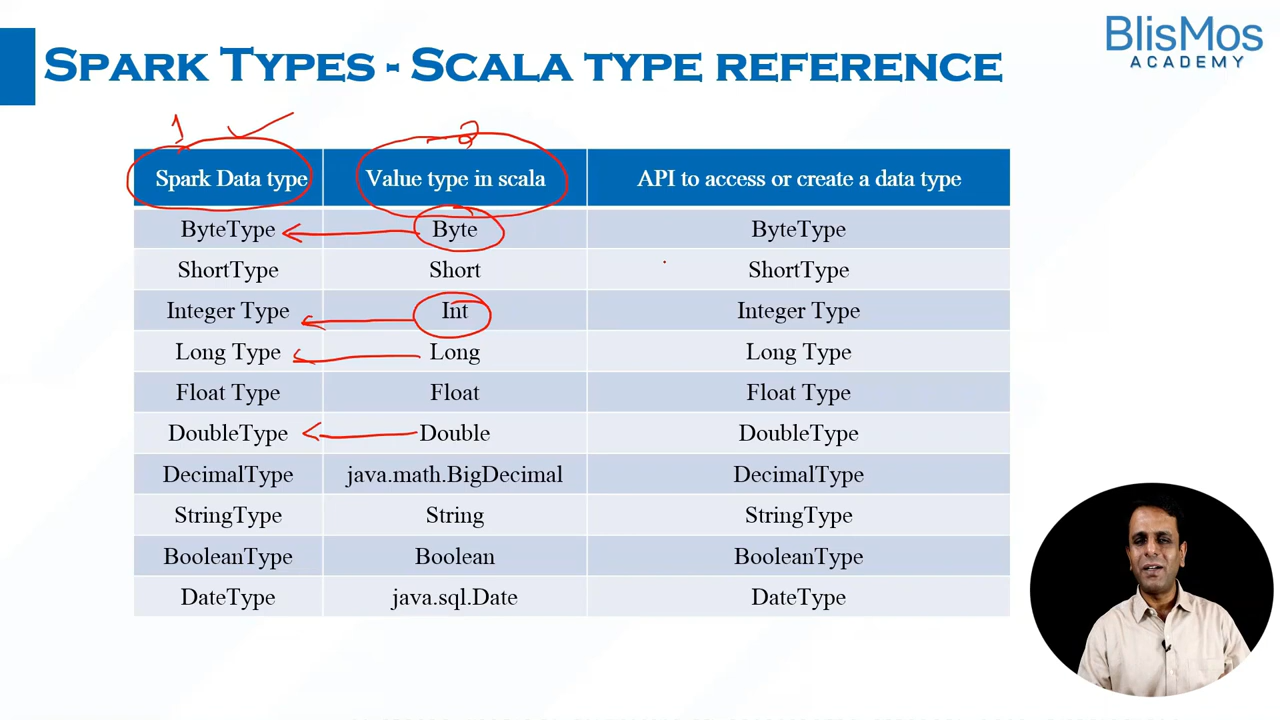 SPARK TYPES - SCALA TYPE REFERENCE
BlisMos
ACADEMY
1 2
Spark Data type Value type in scala API to access or create a data type
ByteType Byte ByteType
ShortType Short ShortType
Integer Type Int Integer Type
Long Type Long Long Type
Float Type Float Float Type
DoubleType Double DoubleType
DecimalType java.math.BigDecimal DecimalType
StringType String StringType
BooleanType Boolean BooleanType
DateType java.sql.Date DateType